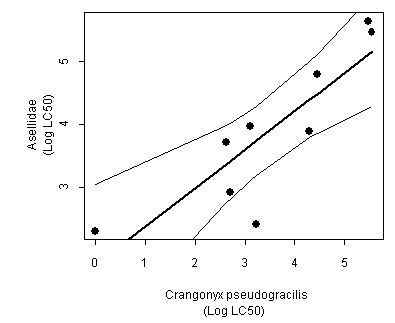 Asellidae
(Log LC50)
5
4
3
0 1 2 3 4 5
Crangonyx pseudogracilis
(Log LC50)